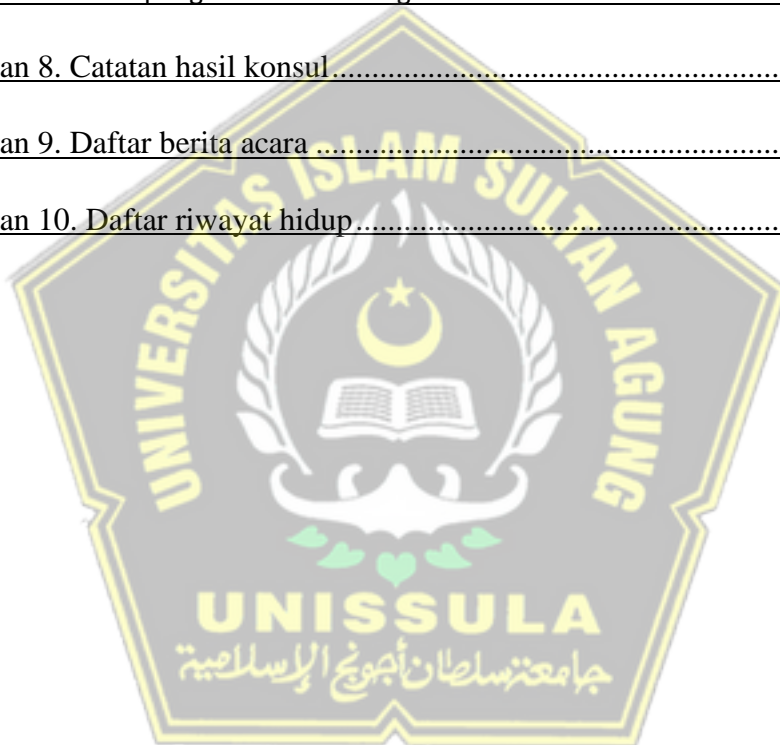 an 8. Catatan hasil konsul
an 9. Daftar berita acara
an 10. Daftar riwayat hidup
UNIVERSITAS ISLAM SULTAN AGUNG
UNISSULA
جامعة سلطان أجونج الإسلامية